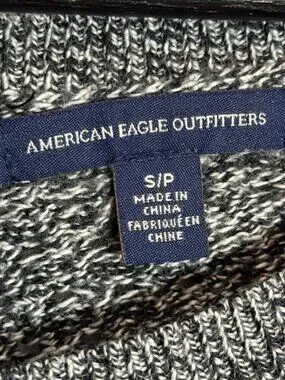 AMERICAN EAGLE OUTFITTERS
S/P
MADE IN
CHINA
FABRIQUÉ EN
CHINE